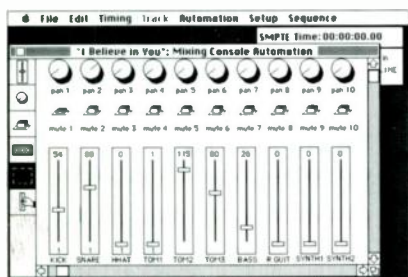 File Edit Timing Track Automation Setup Sequence
SMPTE Time: 00:00:00.00
"I Believe in You": Mixing Console Automation
pan 1 pan 2 pan 3 pan 4 pan 5 pan 6 pan 7 pan 8 pan 9 pan 10
mute 1 mute 2 mute 3 mute 4 mute 5 mute 6 mute 7 mute 8 mute 9 mute 10
54 88 0 1 115 80 26 0 0 0
KICK SNARE HHAT TOM1 TOM2 TOM3 BASS R GUIT SYNTH1 SYNTH2